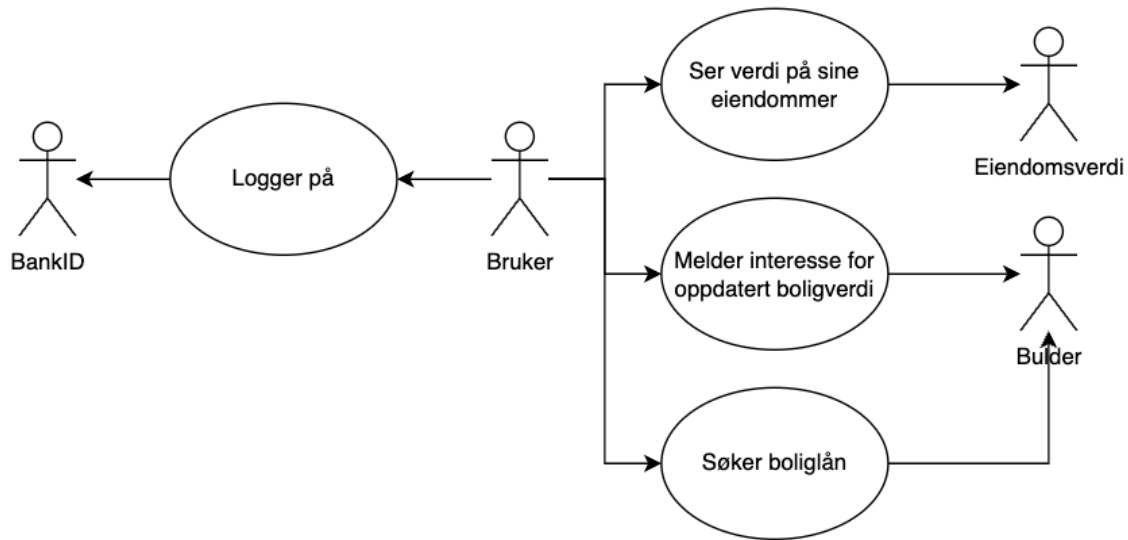 Ser verdi på sine
eiendommer
Eiendomsverdi
Logger på
BankID
Bruker
Melder interesse for
oppdatert boligverdi
Bulder
Søker boliglån